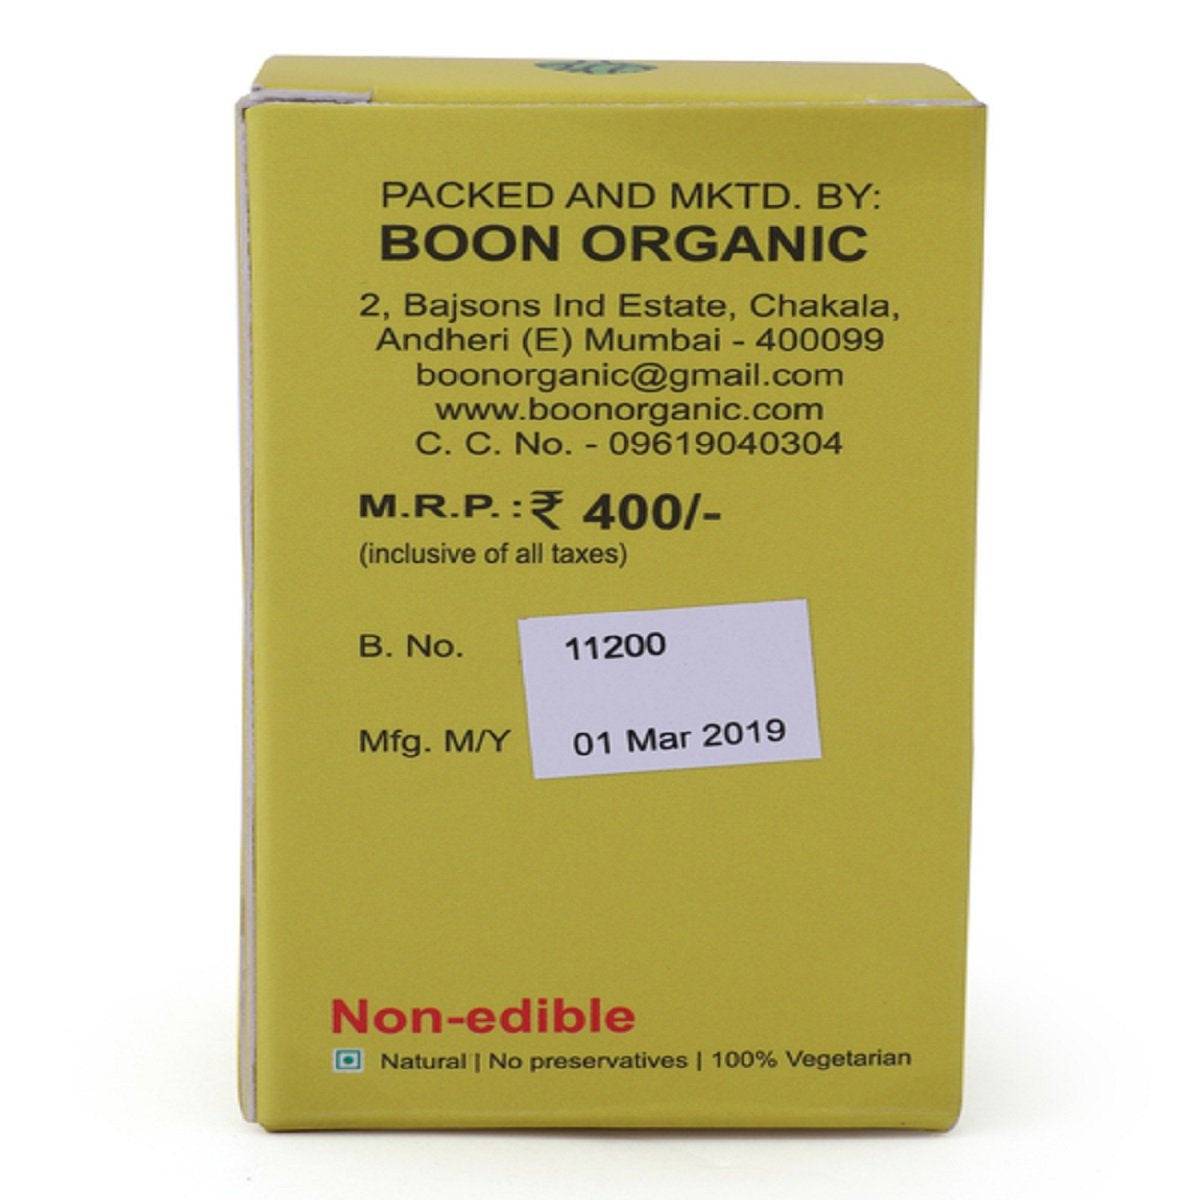 PACKED AND MKTD. BY:
BOON ORGANIC
2, Bajsons Ind Estate, Chakala,
Andheri (E) Mumbai - 400099
boonorganic@gmail.com
www.boonorganic.com
C. C. No. - 09619040304
M.R.P. : ₹ 400/-
(inclusive of all taxes)
B. No. 11200
Mfg. M/Y 01 Mar 2019
Non-edible
Natural | No preservatives | 100% Vegetarian